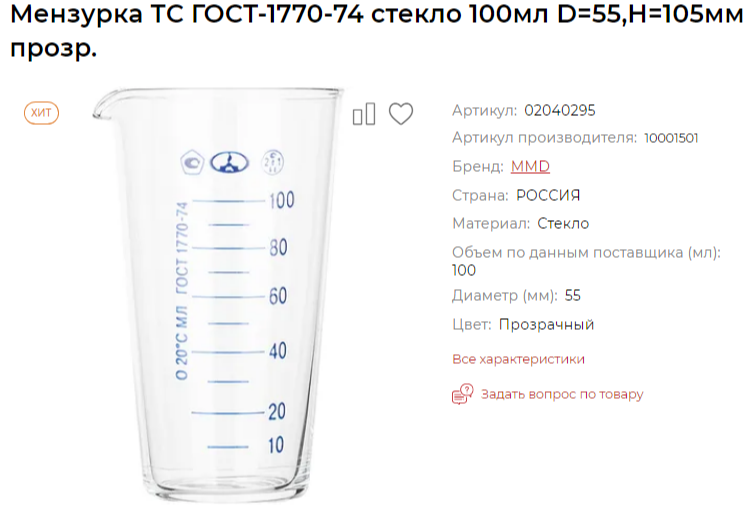 Мензурка ТС ГОСТ-1770-74 стекло 100мл D=55,H=105мм
прозр.
ХИТ
100
80
60
40
20
10
О 20°С МЛ ГОСТ 1770-74
Артикул: 02040295
Артикул производителя: 10001501
Бренд: MMD
Страна: РОССИЯ
Материал: Стекло
Объем по данным поставщика (мл):
100
Диаметр (мм): 55
Цвет: Прозрачный
Все характеристики
Задать вопрос по товару